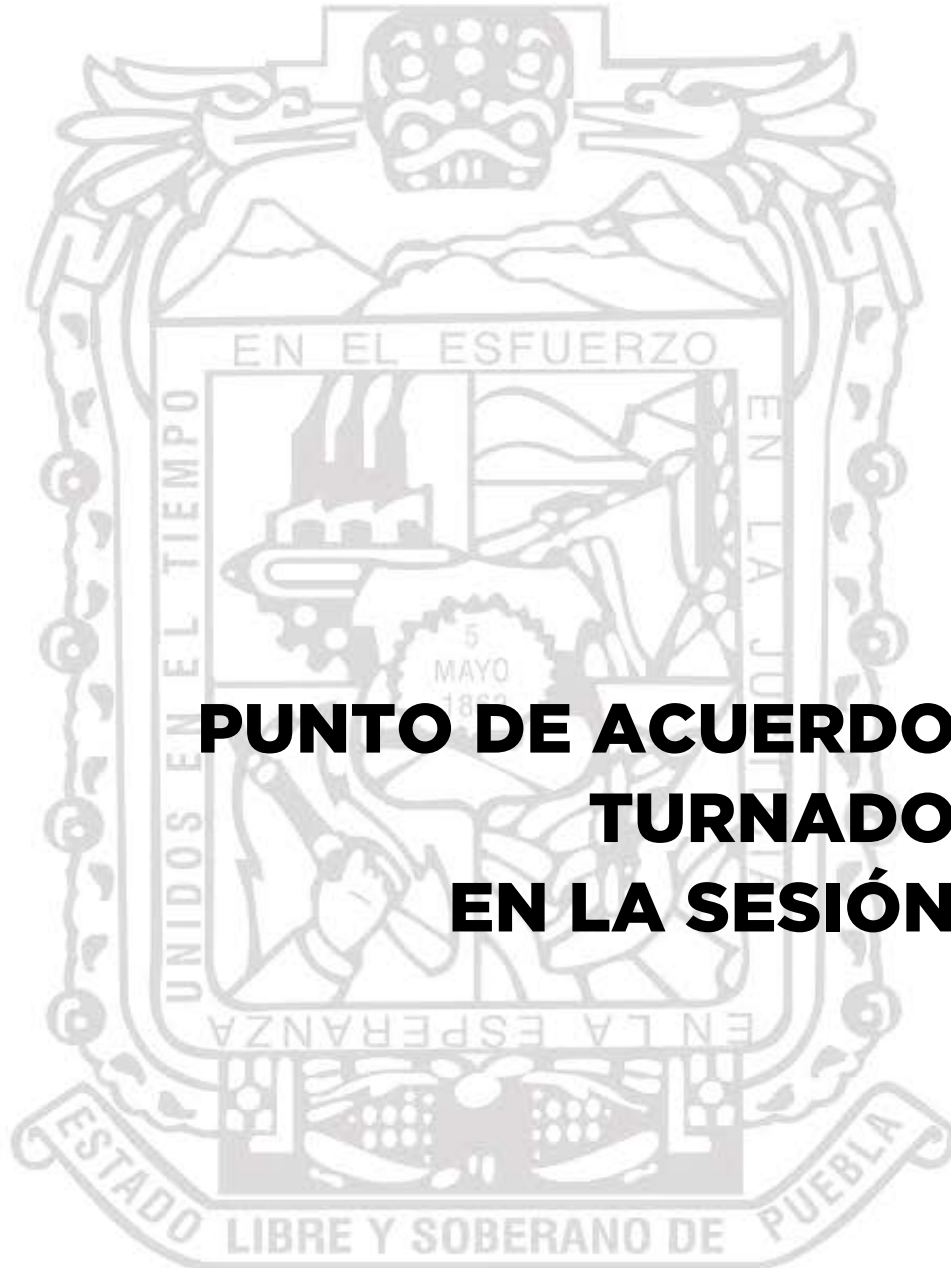 EN EL ESFUERZO
EN LA JU
UNIDOS EN EL TIEMPO
5
MAYO
PUNTO DE ACUERDO
TURNADO
EN LA SESIÓN
EN LA ESPERANZA
ESTADO LIBRE Y SOBERANO DE PUEBLA